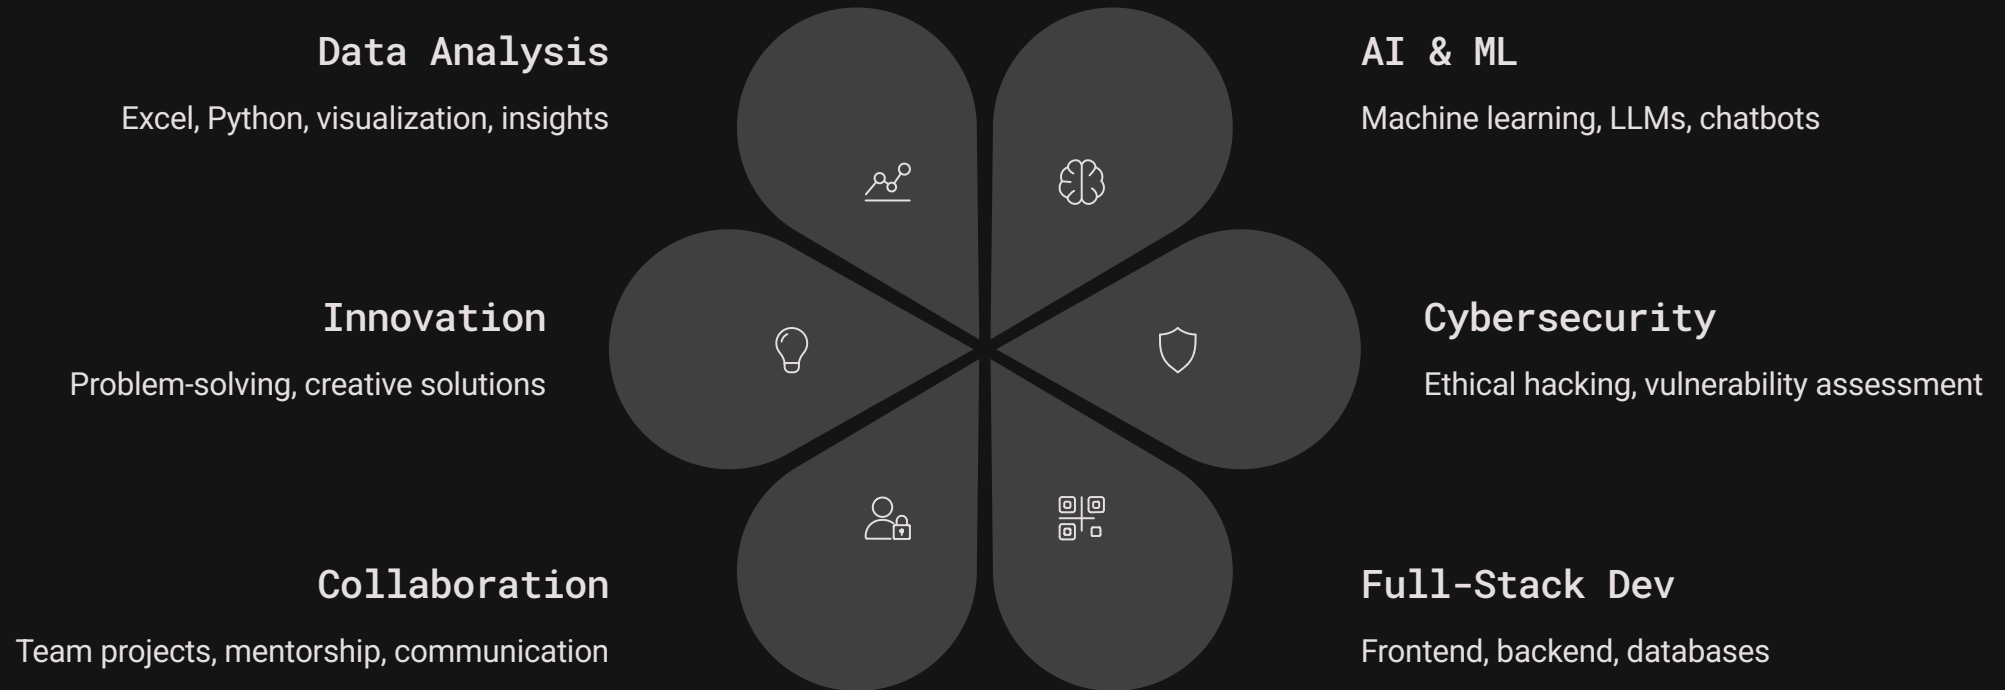 Data Analysis
Excel, Python, visualization, insights
AI & ML
Machine learning, LLMs, chatbots
Innovation
Problem-solving, creative solutions
Cybersecurity
Ethical hacking, vulnerability assessment
Collaboration
Team projects, mentorship, communication
Full-Stack Dev
Frontend, backend, databases